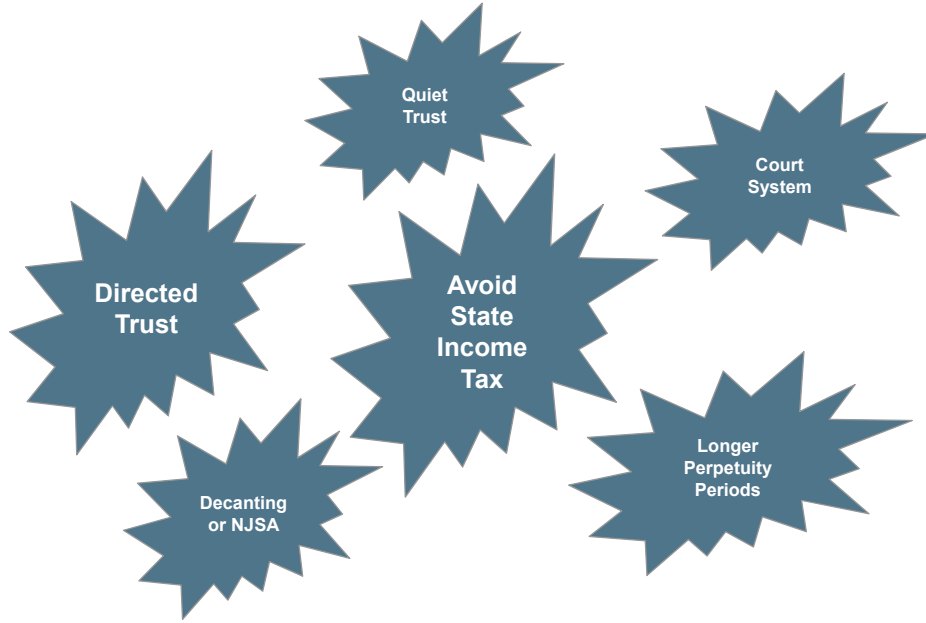 Quiet
Trust
Court
System
Directed
Trust
Avoid
State
Income
Tax
Longer
Perpetuity
Periods
Decanting
or NJSA